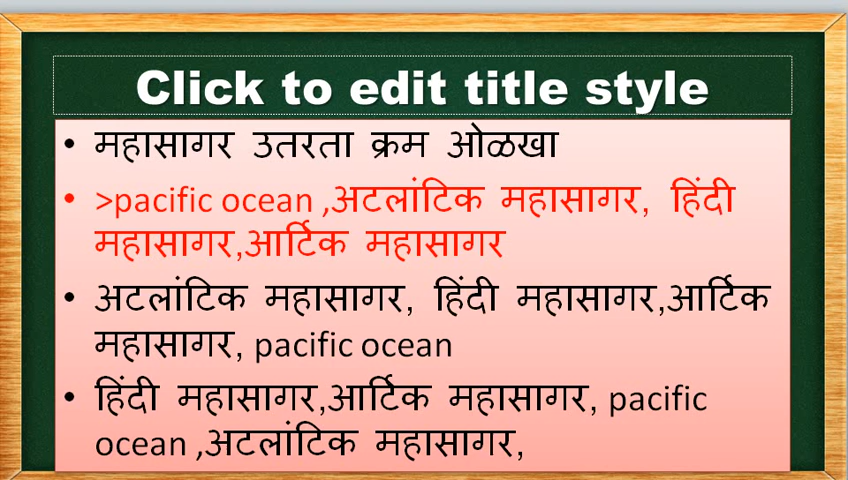 Click to edit title style
• महासागर उतरता क्रम ओळखा
• >pacific ocean ,अटलांटिक महासागर, हिंदी
महासागर,आर्टिक महासागर
• अटलांटिक महासागर, हिंदी महासागर,आर्टिक
महासागर, pacific ocean
• हिंदी महासागर,आर्टिक महासागर, pacific
ocean ,अटलांटिक महासागर,